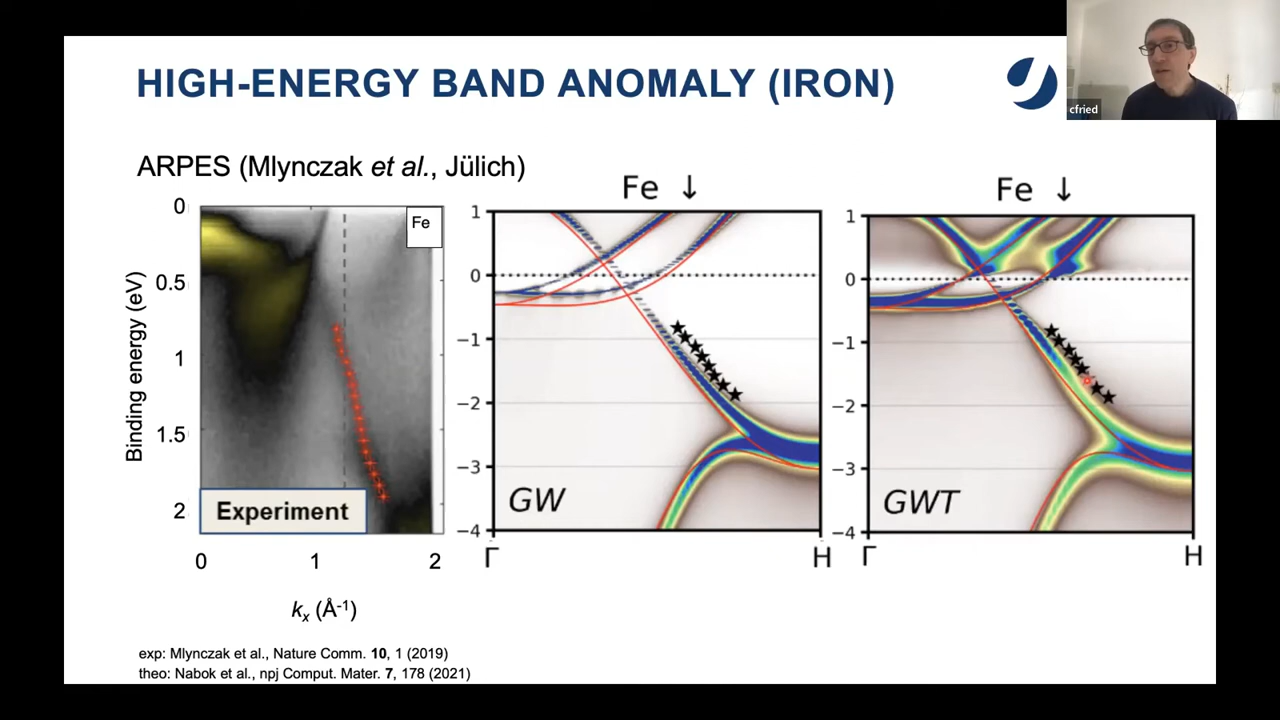 HIGH-ENERGY BAND ANOMALY (IRON)
cfried
ARPES (Mlynczak et al., Jülich)
Binding energy (eV)
0
0.5
1
1.5
2
Fe
Experiment
0
1
2
kx (Å-1)
Fe ↓
1
0
−1
−2
−3
−4
GW
Γ
H
Fe ↓
1
0
−1
−2
−3
−4
GWT
Γ
H
exp: Mlynczak et al., Nature Comm. 10, 1 (2019)
theo: Nabok et al., npj Comput. Mater. 7, 178 (2021)